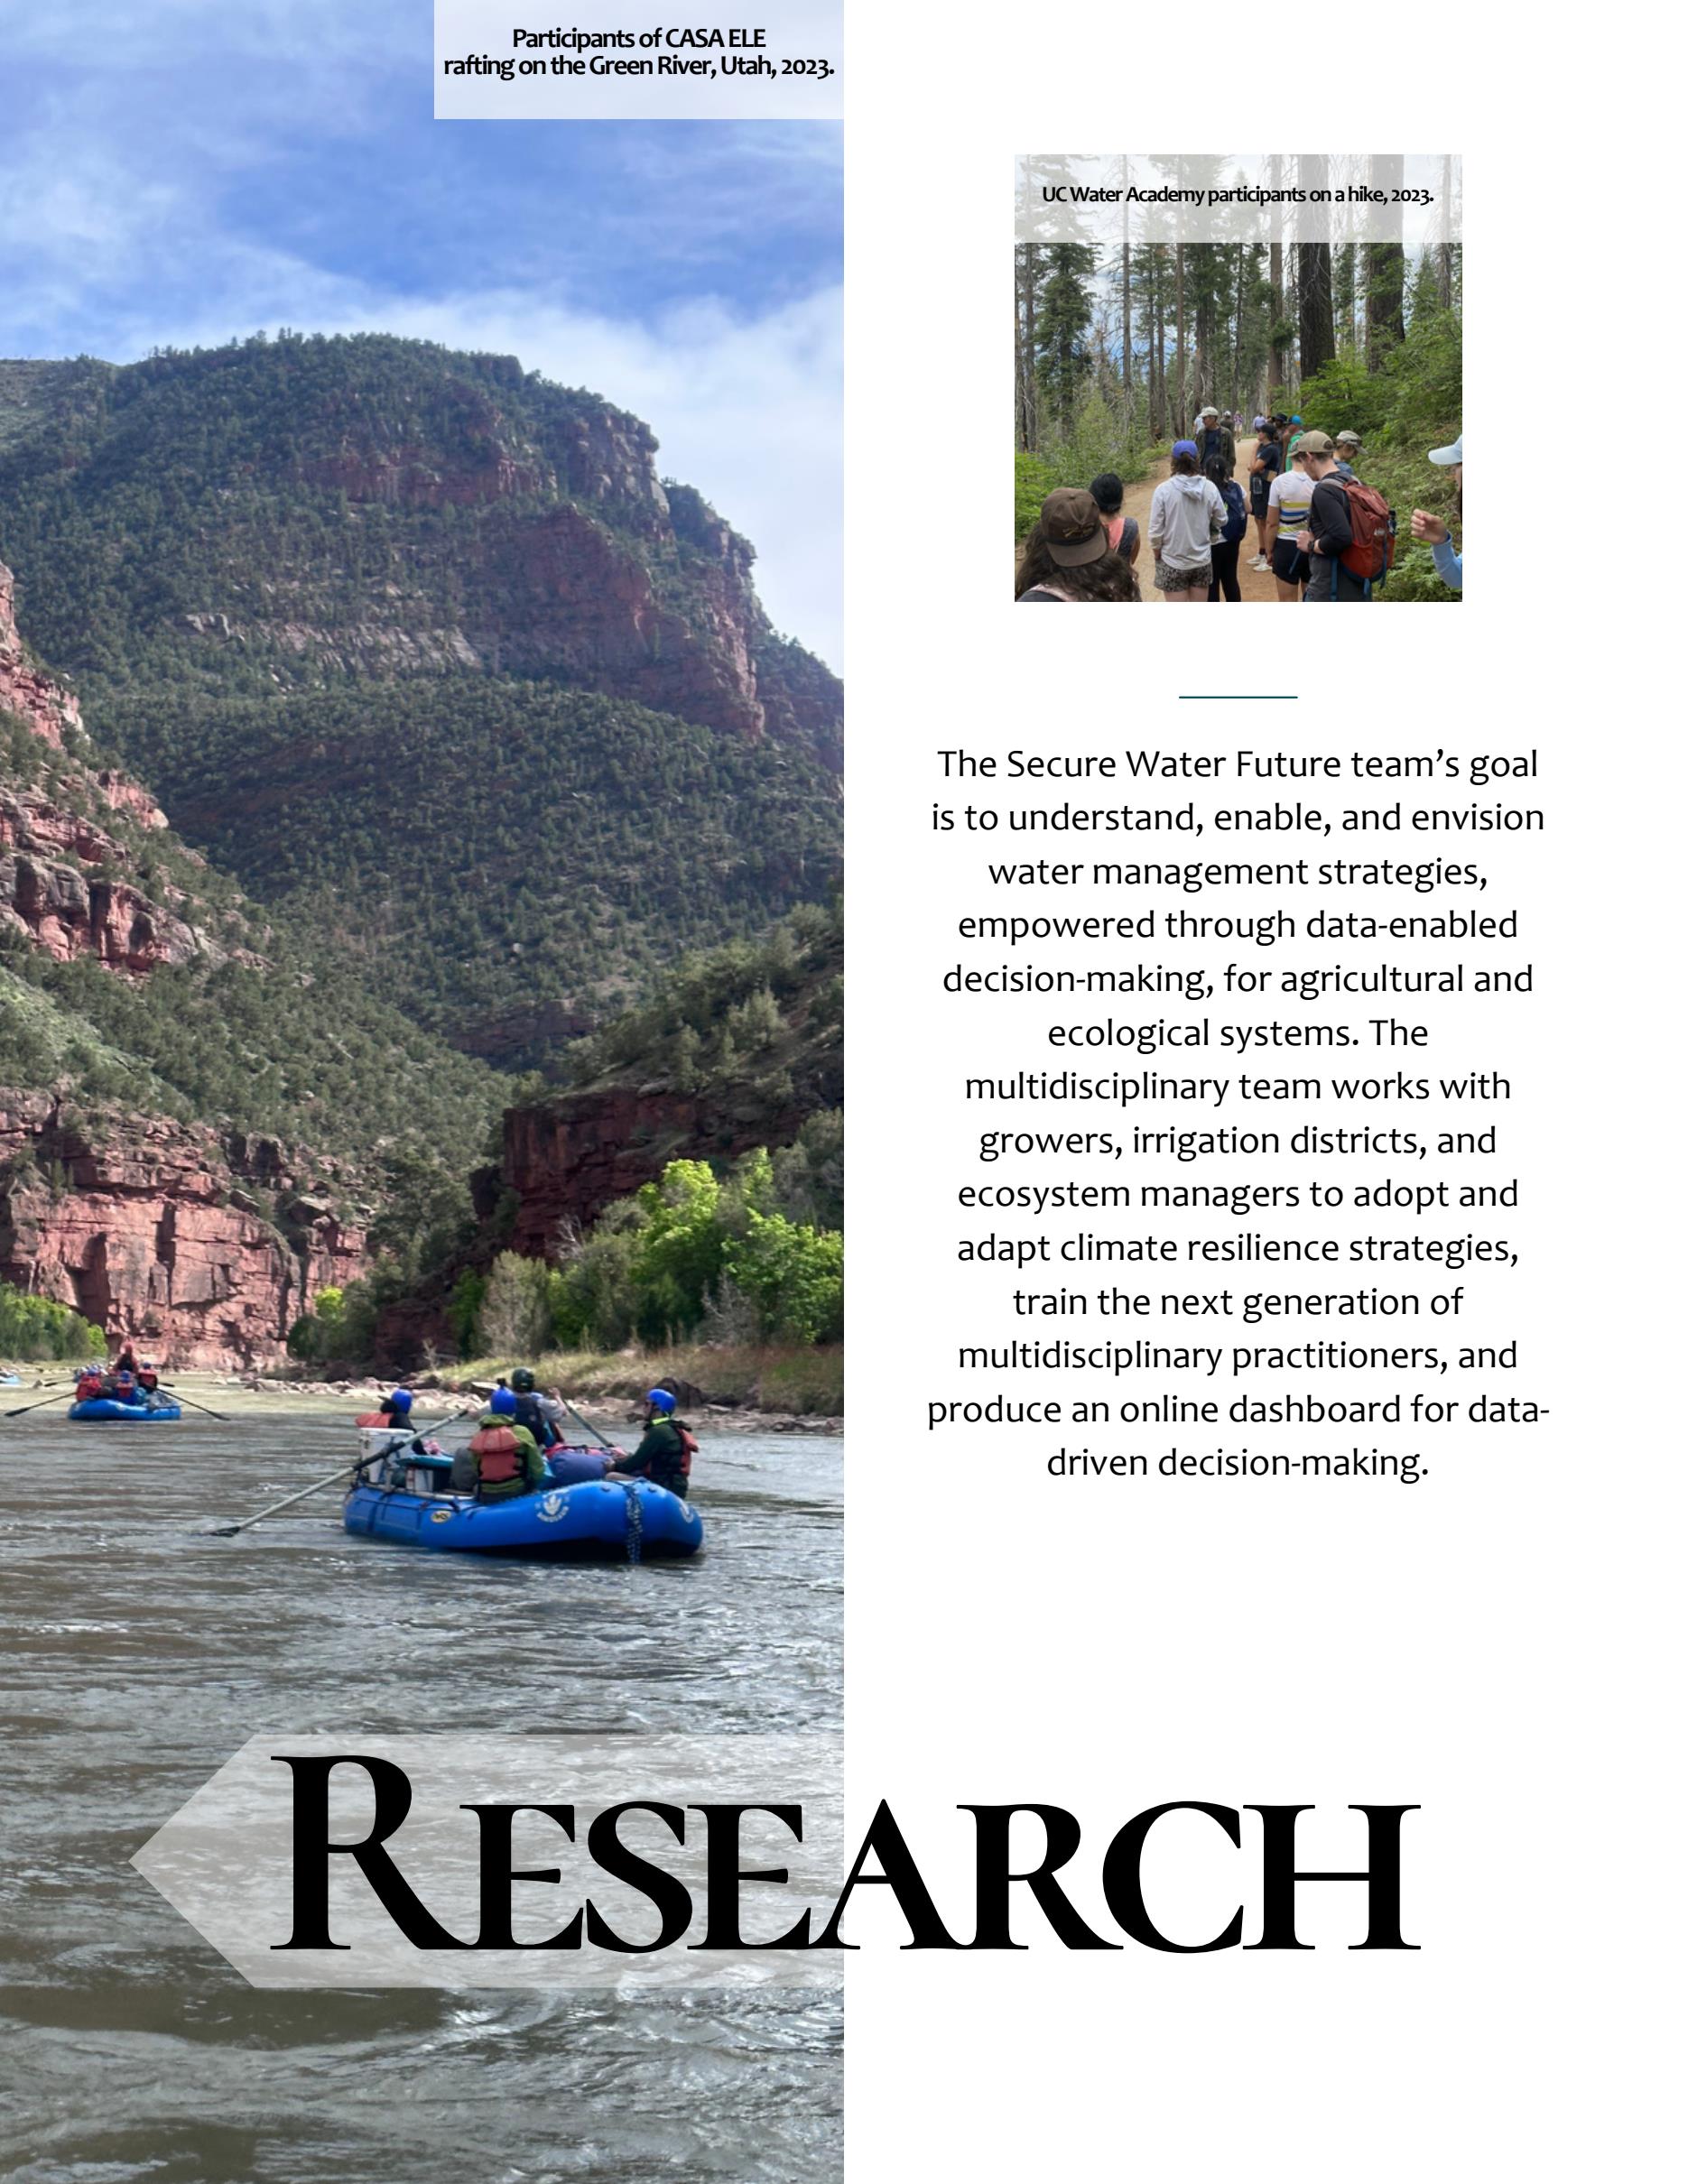 Participants of CASA ELE
rafting on the Green River, Utah, 2023.
UC Water Academy participants on a hike, 2023.
The Secure Water Future team’s goal
is to understand, enable, and envision
water management strategies,
empowered through data-enabled
decision-making, for agricultural and
ecological systems. The
multidisciplinary team works with
growers, irrigation districts, and
ecosystem managers to adopt and
adapt climate resilience strategies,
train the next generation of
multidisciplinary practitioners, and
produce an online dashboard for data-
driven decision-making.
RESEARCH